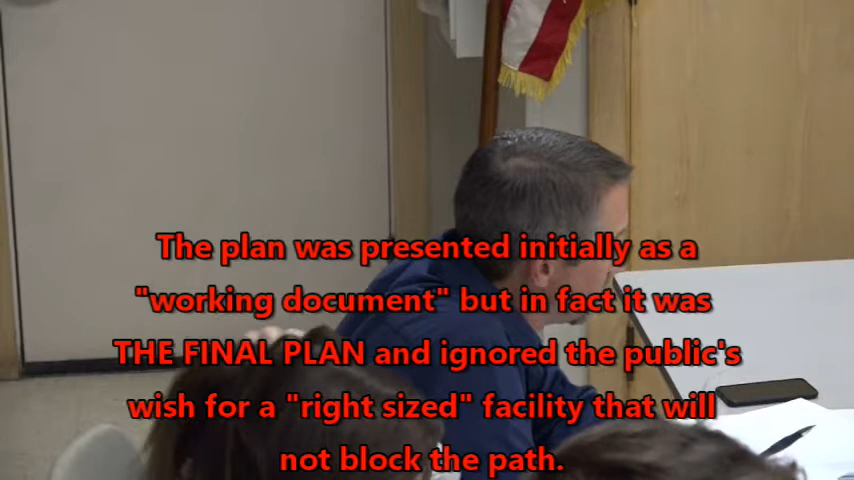 The plan was presented initially as a
"working document" but in fact it was
THE FINAL PLAN and ignored the public's
wish for a "right sized" facility that will
not block the path.